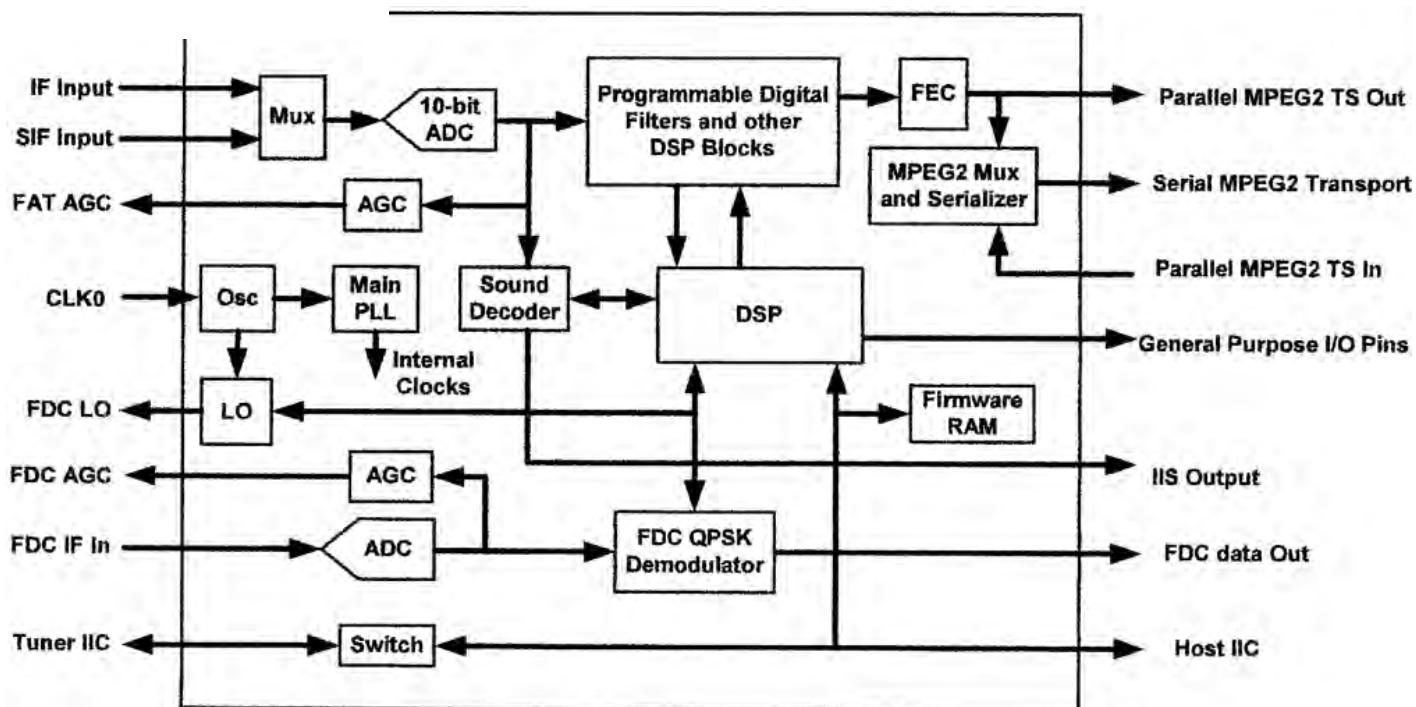 IF Input
SIF Input
Mux
10-bit
ADC
Programmable Digital
Filters and other
DSP Blocks
FEC
Parallel MPEG2 TS Out
MPEG2 Mux
and Serializer
Serial MPEG2 Transport
FAT AGC
AGC
Parallel MPEG2 TS In
CLK0
Osc
Main
PLL
Sound
Decoder
DSP
General Purpose I/O Pins
Internal
Clocks
FDC LO
LO
Firmware
RAM
FDC AGC
AGC
IIS Output
FDC IF In
ADC
FDC QPSK
Demodulator
FDC data Out
Tuner IIC
Switch
Host IIC